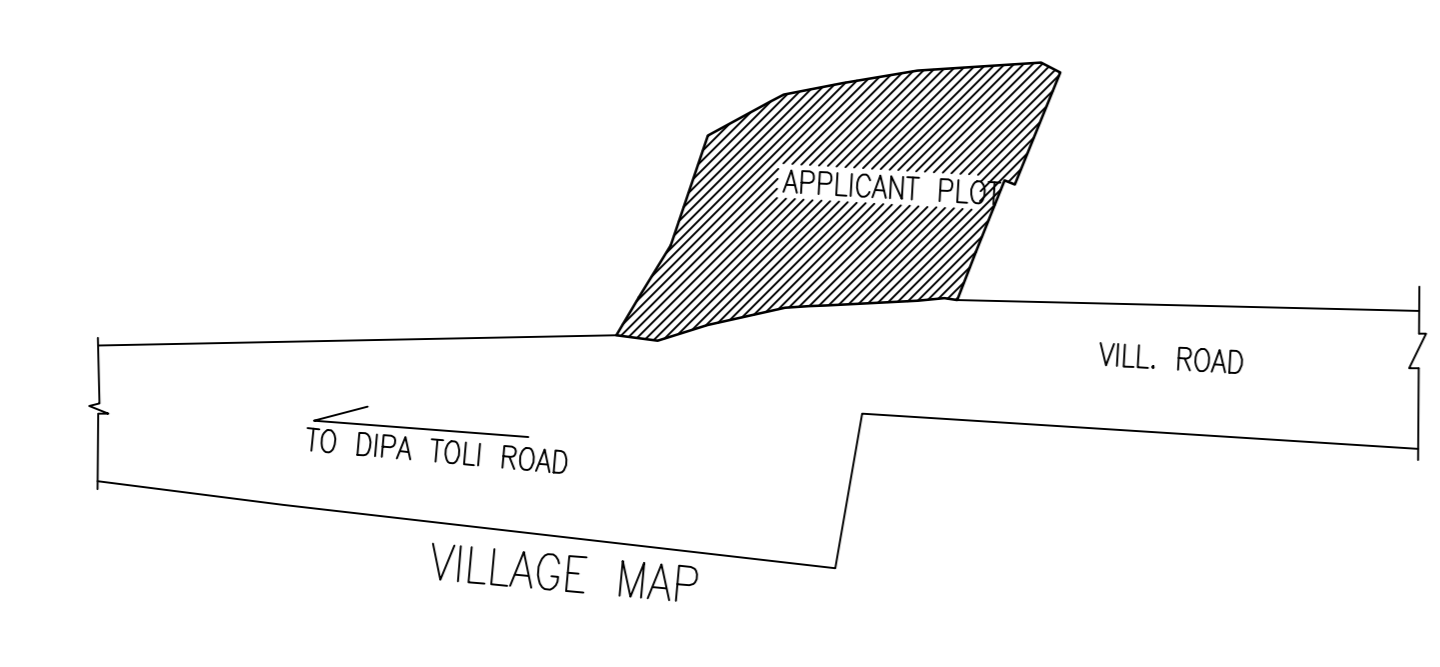 APPLICANT PLOT
VILL. ROAD
TO DIPA TOLI ROAD
VILLAGE MAP